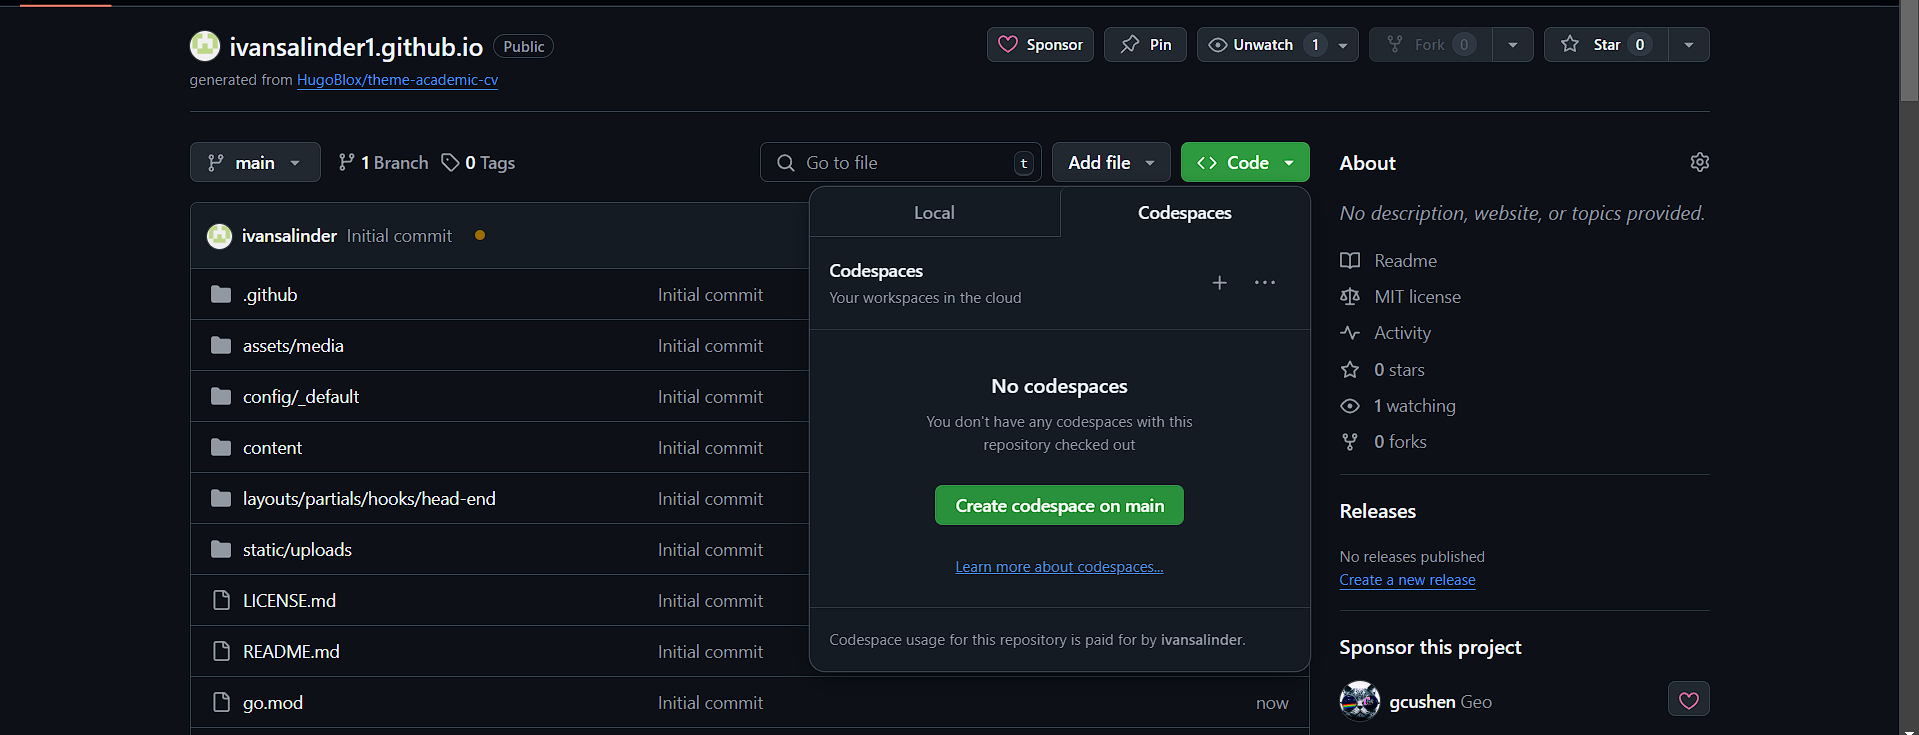 ivansalinder1.github.io Public
Sponsor Pin Unwatch 1 Fork 0 Star 0
generated from HugoBlox/theme-academic-cv
main 1 Branch 0 Tags
Go to file t Add file <> Code
ivansalinder Initial commit
.github Initial commit
assets/media Initial commit
config/_default Initial commit
content Initial commit
layouts/partials/hooks/head-end Initial commit
static/uploads Initial commit
LICENSE.md Initial commit
README.md Initial commit
go.mod Initial commit now
Local Codespaces
Codespaces
Your workspaces in the cloud
No codespaces
You don't have any codespaces with this
repository checked out
Create codespace on main
Learn more about codespaces...
Codespace usage for this repository is paid for by ivansalinder.
About
No description, website, or topics provided.
Readme
MIT license
Activity
0 stars
1 watching
0 forks
Releases
No releases published
Create a new release
Sponsor this project
gcushen Geo